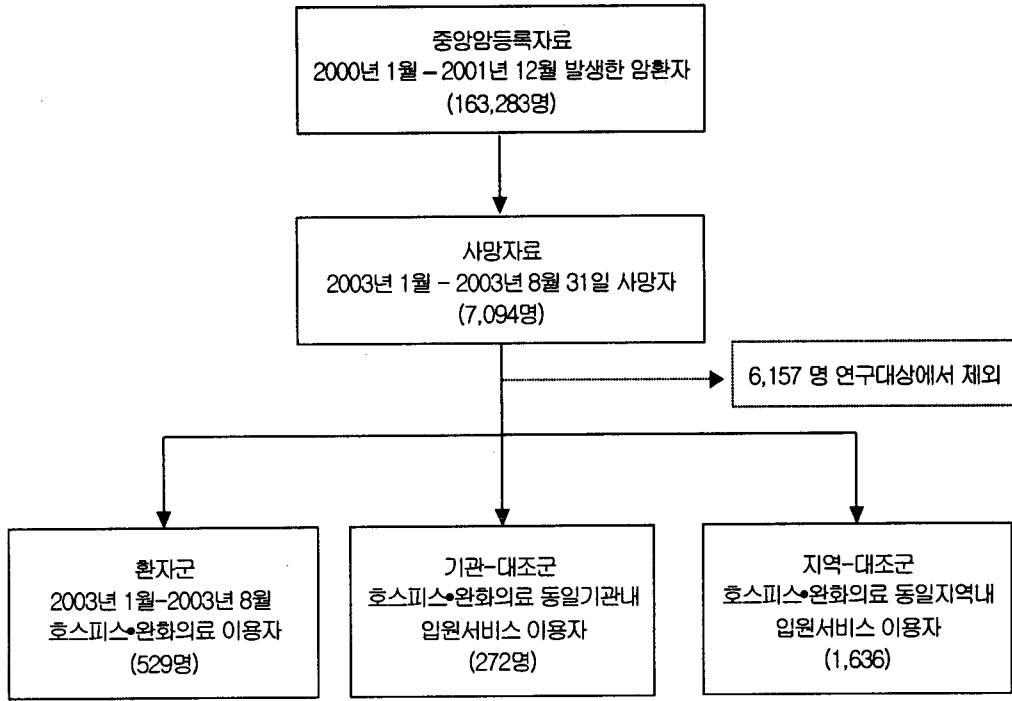 중앙암등록자료
2000년 1월 – 2001년 12월 발생한 암환자
(163,283명)
사망자료
2003년 1월 – 2003년 8월 31일 사망자
(7,094명)
6,157 명 연구대상에서 제외
환자군
2003년 1월-2003년 8월
호스피스•완화의료 이용자
(529명)
기관-대조군
호스피스•완화의료 동일기관내
입원서비스 이용자
(272명)
지역-대조군
호스피스•완화의료 동일지역내
입원서비스 이용자
(1,636)